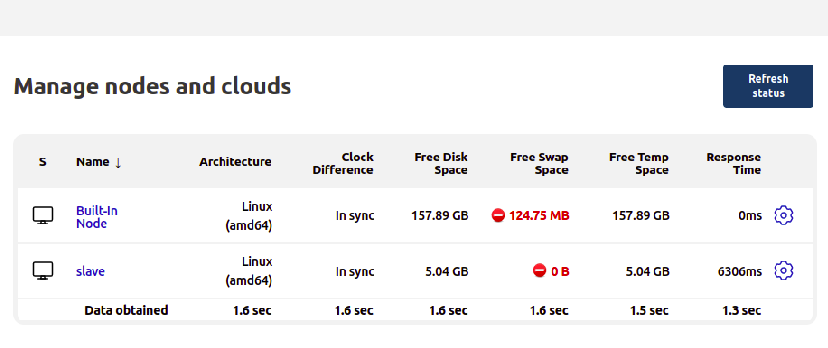 Manage nodes and clouds
Refresh
status
S Name ↓ Architecture Clock Difference Free Disk Space Free Swap Space Free Temp Space Response Time
Built-In Node Linux (amd64) In sync 157.89 GB 124.75 MB 157.89 GB 0ms
slave Linux (amd64) In sync 5.04 GB 0 B 5.04 GB 6306ms
Data obtained 1.6 sec 1.6 sec 1.6 sec 1.6 sec 1.5 sec 1.3 sec